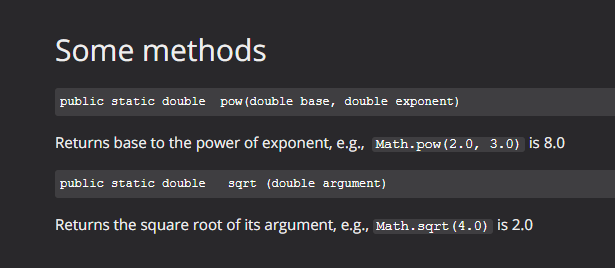 Some methods
public static double  pow(double base, double exponent)
Returns base to the power of exponent, e.g., Math.pow(2.0, 3.0) is 8.0
public static double   sqrt (double argument)
Returns the square root of its argument, e.g., Math.sqrt(4.0) is 2.0